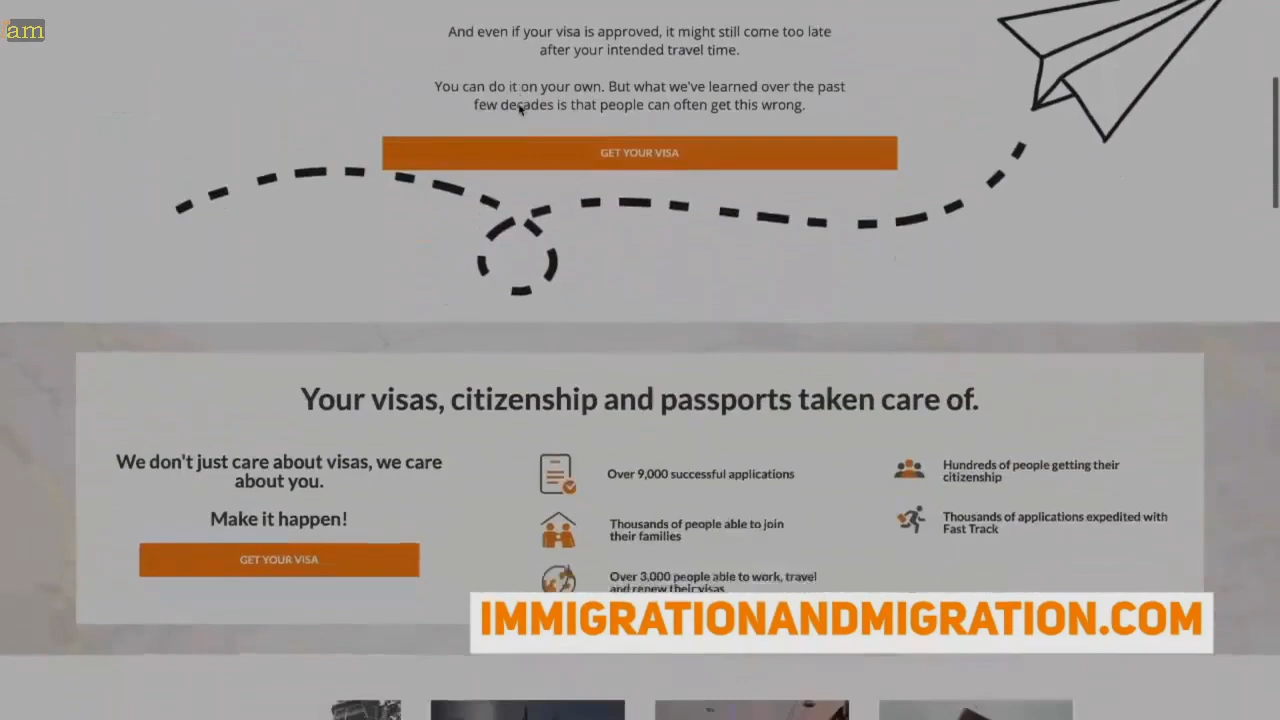 am
And even if your visa is approved, it might still come too late
after your intended travel time.
You can do it on your own. But what we've learned over the past
few decades is that people can often get this wrong.
GET YOUR VISA
Your visas, citizenship and passports taken care of.
We don't just care about visas, we care
about you.
Make it happen!
GET YOUR VISA
Over 9,000 successful applications
Thousands of people able to join
their families
Over 3,000 people able to work, travel
and renew their visas
Hundreds of people getting their
citizenship
Thousands of applications expedited with
Fast Track
IMMIGRATIONANDMIGRATION.COM